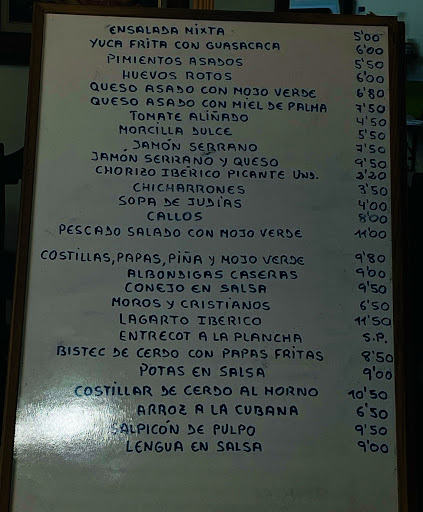 ENSALADA MIXTA 5'00
YUCA FRITA CON GUASACACA 6'00
PIMIENTOS ASADOS 5'50
HUEVOS ROTOS 6'00
QUESO ASADO CON MOJO VERDE 6'80
QUESO ASADO CON MIEL DE PALMA 7'50
TOMATE ALIÑADO 4'50
MORCILLA DULCE 5'50
JAMÓN SERRANO 7'50
JAMÓN SERRANO Y QUESO 9'50
CHORIZO IBÉRICO PICANTE UND. 3'20
CHICHARRONES 3'50
SOPA DE JUDÍAS 4'00
CALLOS 8'00
PESCADO SALADO CON MOJO VERDE 11'00
COSTILLAS, PAPAS, PIÑA Y MOJO VERDE 9'80
ALBONDIGAS CASERAS 9'00
CONEJO EN SALSA 9'50
MOROS Y CRISTIANOS 6'50
LAGARTO IBERICO 11'50
ENTRECOT A LA PLANCHA S.P.
BISTEC DE CERDO CON PAPAS FRITAS 8'50
POTAS EN SALSA 9'00
COSTILLAR DE CERDO AL HORNO 10'50
ARROZ A LA CUBANA 6'50
SALPICÓN DE PULPO 9'50
LENGUA EN SALSA 9'00